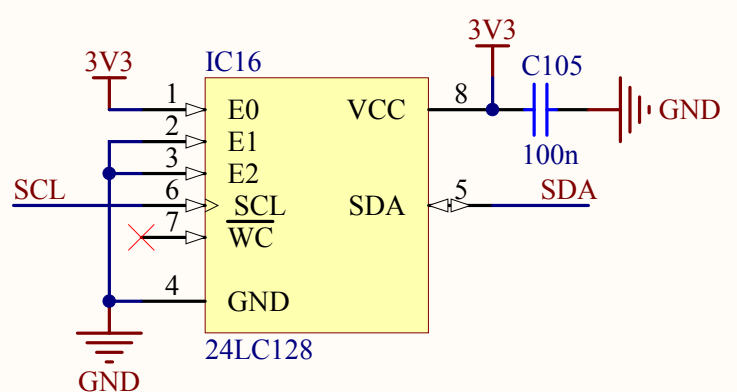 3V3
IC16
3V3
C105
1
E0
VCC
8
GND
2
E1
100n
3
E2
SCL
6
SCL
SDA
5
SDA
7
WC
4
GND
24LC128
GND